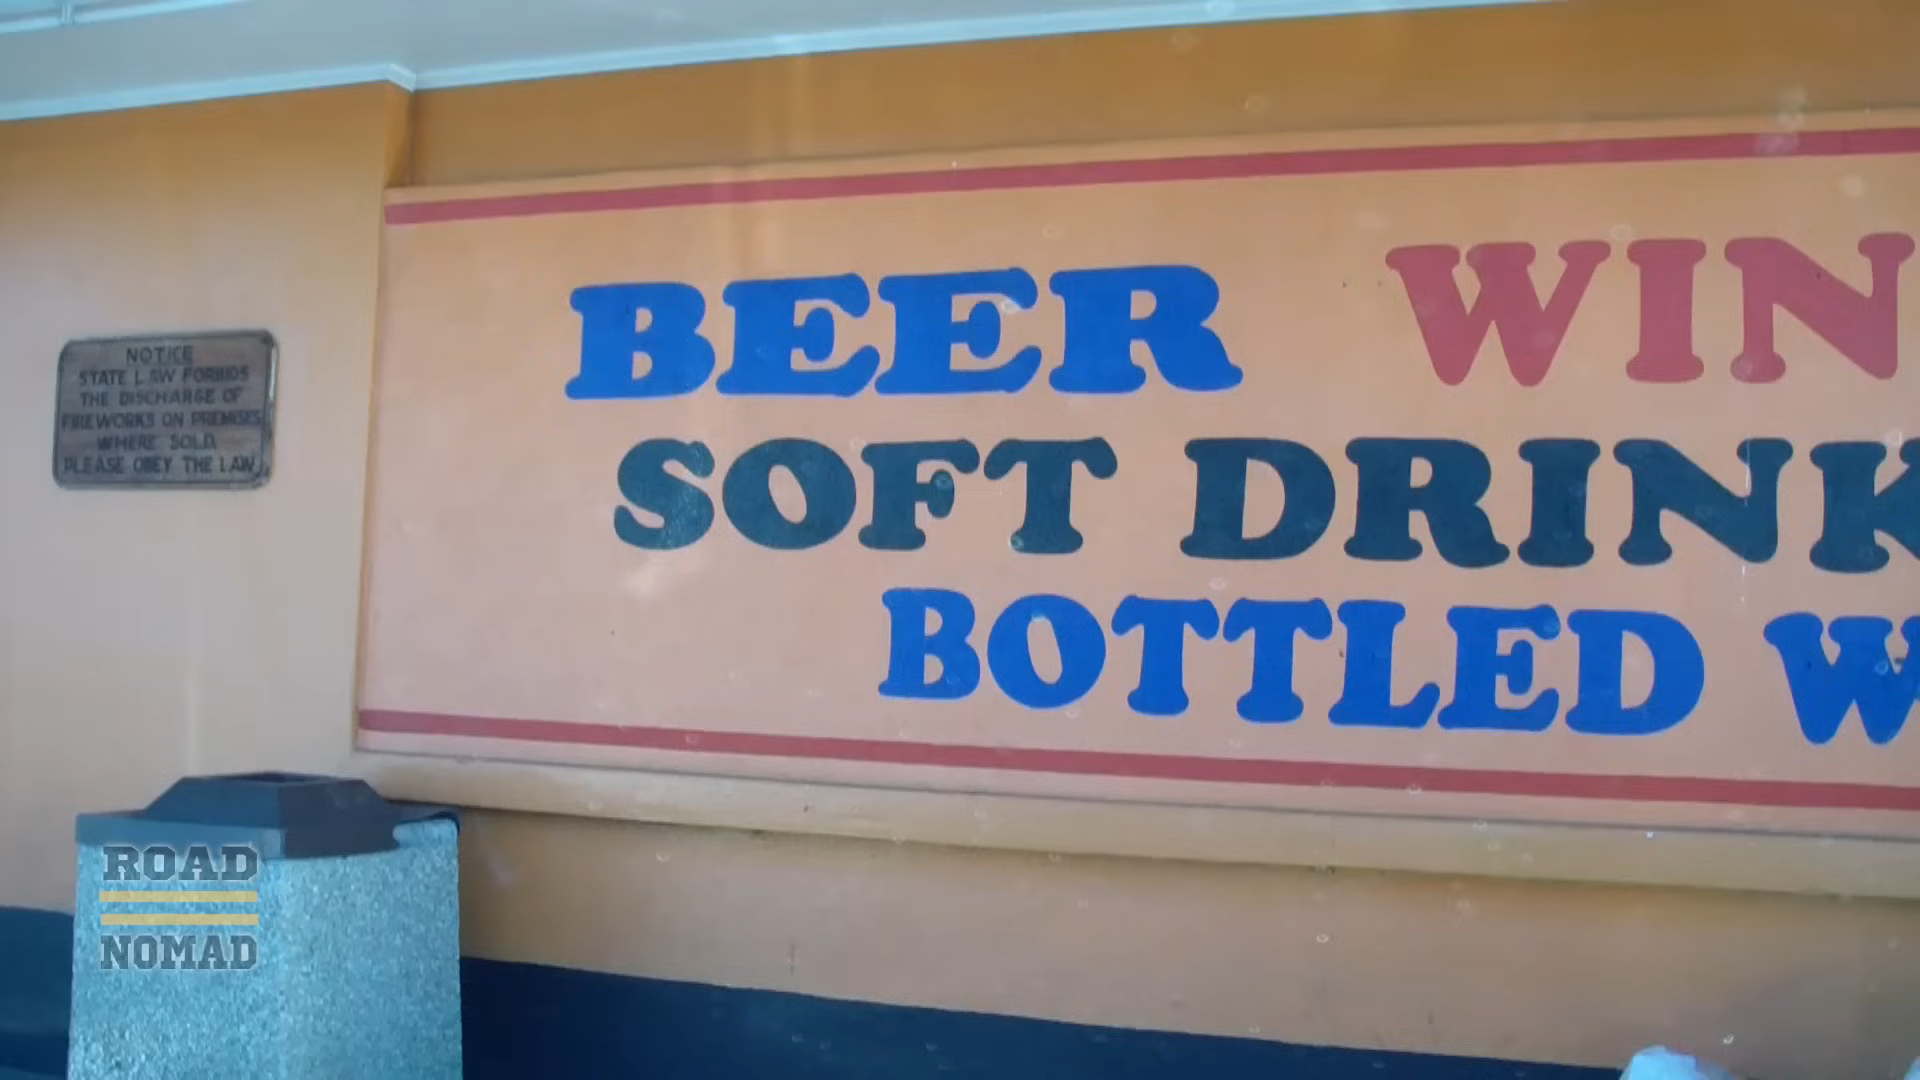 NOTICE
STATE LAW FORBIDS
THE DISCHARGE OF
FIREWORKS ON PREMISES
WHERE SOLD.
PLEASE OBEY THE LAW
BEER WIN
SOFT DRINK
BOTTLED W
ROAD
NOMAD